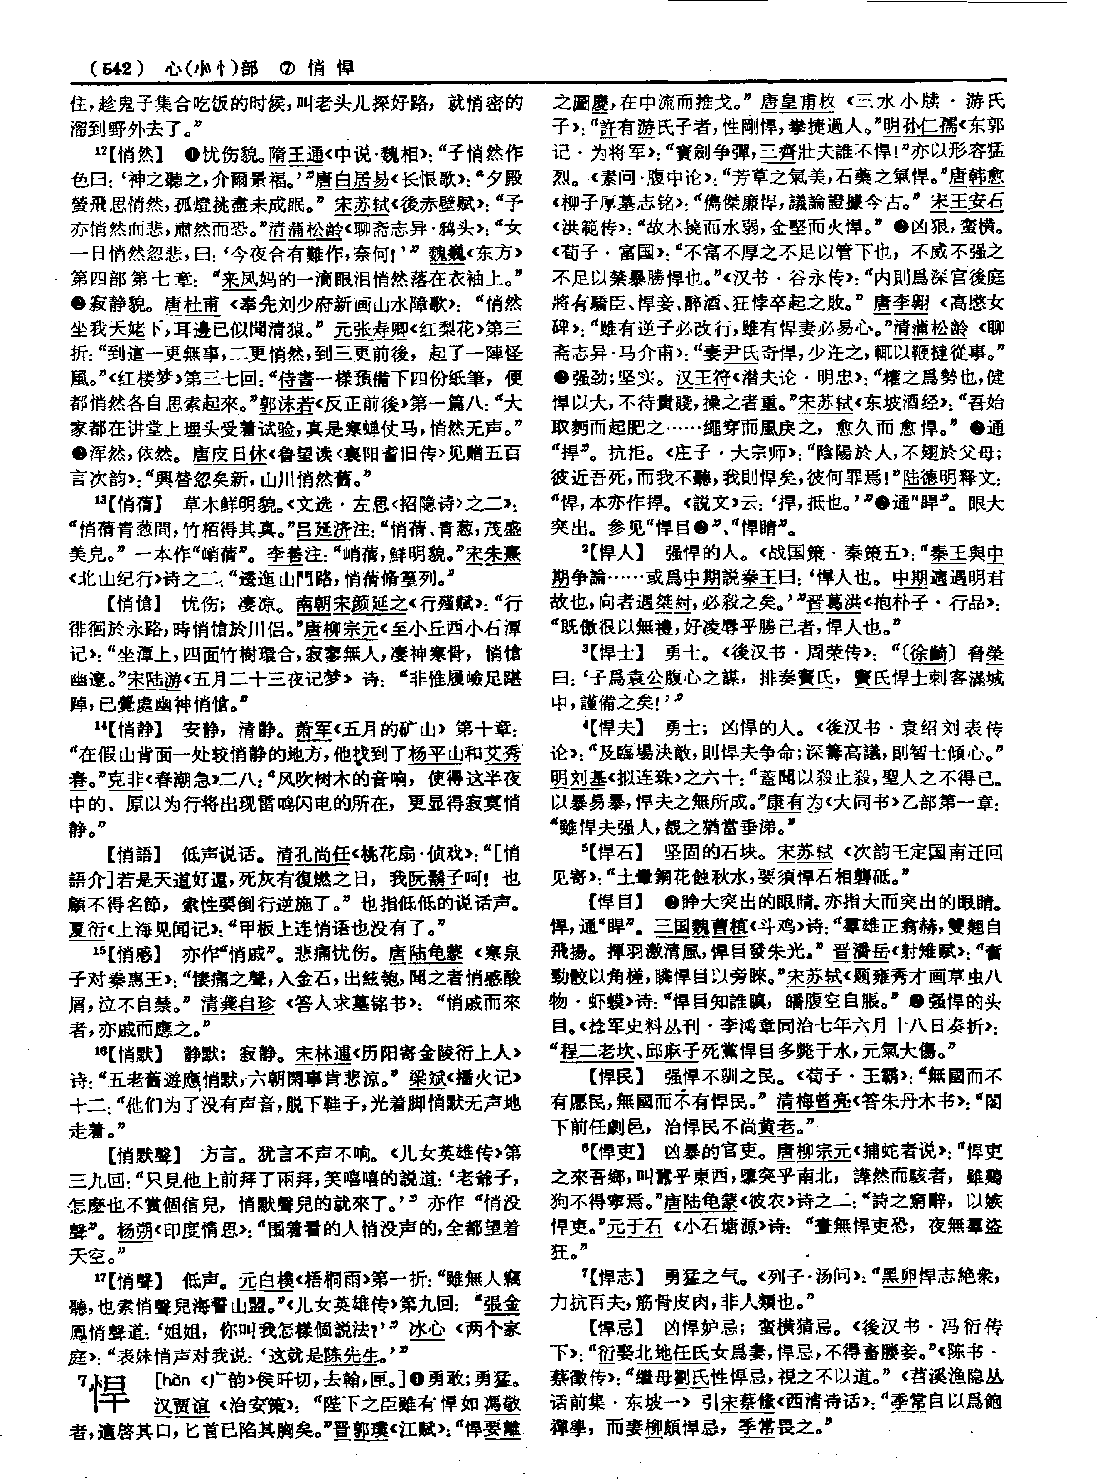 (542) 心(小忄)部 ⑦ 悄 悍
住,趁鬼子集合吃饭的时候,叫老头儿探好路,就悄密的
溜到野外去了。”
12【悄然】 ❶忧伤貌。隋王通《中说·魏相》:“子悄然作
色曰:‘神之聽之,介爾景福。’”唐白居易《长恨歌》:“夕殿
螢飛思悄然,孤燈挑盡未成眠。” 宋苏轼《後赤壁赋》:“予
亦悄然而悲,肅然而恐。”清蒲松龄《聊斋志异·鸦头》:“女
一日悄然忽悲,曰:‘今夜合有難作,奈何!’” 魏巍《东方》
第四部第七章:“来凤妈的一滴眼泪悄然落在衣袖上。”
❷寂静貌。唐杜甫《奉先刘少府新画山水障歌》:“悄然
坐我天姥下,耳邊已似聞清猿。” 元张寿卿《红梨花》第三
折:“到這一更無事,二更悄然,到三更前後,起了一陣怪
風。”《红楼梦》第三七回:“侍書一樣預備下四份纸筆,便
都悄然各自思索起來。”郭沫若《反正前後》第一篇八:“大
家都在讲堂上埋头受着试验,真是寒蝉仗马,悄然无声。”
❸浑然,依然。唐皮日休《鲁望读〈襄阳耆旧传〉见赠五百
言次韵》:“興替忽矣新,山川悄然舊。”
13【悄蒨】 草木鲜明貌。《文选·左思〈招隐诗〉之二》:
“悄蒨青葱間,竹栢得其真。”吕延济注:“悄蒨、青葱,茂盛
美皃。” 一本作“峭蒨”。李善注:“峭蒨,鮮明貌。”宋朱熹
《北山纪行》诗之二:“逶迤山門路,悄蒨脩篁列。”
【悄愴】 忧伤;凄凉。南朝宋颜延之《行殣赋》:“行
徘徊於永路,時悄愴於川侣。”唐柳宗元《至小丘西小石潭
记》:“坐潭上,四面竹樹環合,寂寥無人,凄神寒骨,悄愴
幽邃。”宋陆游《五月二十三夜记梦》诗:“非惟履嶮足踸
踔,已覺處幽神悄愴。”
14【悄静】 安静,清静。萧军《五月的矿山》第十章:
“在假山背面一处较悄静的地方,他找到了杨平山和艾秀
春。”克非《春潮急》二八:“风吹树木的音响,使得这半夜
中的、原以为行将出现雷鸣闪电的所在,更显得寂寞悄
静。”
【悄語】 低声说话。清孔尚任《桃花扇·侦戏》:“[悄
語介]若是天道好還,死灰有復燃之日,我阮鬍子呵!也
顧不得名節,索性要倒行逆施了。”也指低低的说话声。
夏衍《上海见闻记》:“甲板上连悄语也没有了。”
15【悄慼】 亦作“悄戚”。悲痛忧伤。唐陆龟蒙《寒泉
子对秦惠王》:“悽痛之聲,入金石,出絃匏,聞之者悄慼酸
屑,泣不自禁。” 清龚自珍《答人求墓铭书》:“悄戚而來
者,亦戚而應之。”
16【悄默】 静默;寂静。宋林逋《历阳寄金陵衍上人》
诗:“五老舊遊應悄默,六朝閑事肯悲凉。” 梁斌《播火记》
十二:“他们为了没有声音,脱下鞋子,光着脚悄默无声地
走着。”
【悄默聲】 方言。犹言不声不响。《儿女英雄传》第
三九回:“只見他上前拜了兩拜,笑嘻嘻的説道:‘老爺子,
怎麽也不賞個信兒,悄默聲兒的就來了。’” 亦作“悄没
聲”。杨朔《印度情思》:“围着看的人悄没声的,全都望着
天空。”
17【悄聲】 低声。元白樸《梧桐雨》第一折:“雖無人竊
聽,也索悄聲兒海誓山盟。”《儿女英雄传》第九回:“張金
鳳悄聲道:‘姐姐,你叫我怎樣個説法?’” 冰心《两个家
庭》:“表妹悄声对我说:‘这就是陈先生。’”
7 悍 [hàn 《广韵》侯旰切,去翰,匣。]❶勇敢;勇猛。
汉贾谊《治安策》:“陛下之臣雖有悍如馮敬
者,適啓其口,匕首已陷其胸矣。”晋郭璞《江赋》:“悍要離
之圖慶,在中流而推戈。” 唐皇甫枚《三水小牍·游氏
子》:“許有游氏子者,性剛悍,拳捷過人。”明孙仁孺《东郭
记·为将军》:“寳劍争彈,三齊壯夫誰不悍!”亦以形容猛
烈。《素问·腹中论》:“芳草之氣美,石藥之氣悍。”唐韩愈
《柳子厚墓志铭》:“儁傑廉悍,議論證據今古。” 宋王安石
《洪範传》:“故木撓而水弱,金堅而火悍。” ❷凶狠,蛮横。
《荀子·富国》:“不富不厚之不足以管下也,不威不强之
不足以禁暴勝悍也。”《汉书·谷永传》:“内則爲深宫後庭
將有驕臣、悍妾、醉酒、狂悖卒起之敗。” 唐李翱《高愍女
碑》:“雖有逆子必改行,雖有悍妻必易心。”清蒲松龄《聊
斋志异·马介甫》:“妻尹氏奇悍,少迕之,輒以鞭撻從事。”
❸强劲;坚实。汉王符《潜夫论·明忠》:“權之爲勢也,健
悍以大,不待貴賤,操之者重。”宋苏轼《东坡酒经》:“吾始
取麪而起肥之……繩穿而風戾之,愈久而愈悍。” ❹通
“捍”。抗拒。《庄子·大宗师》:“陰陽於人,不翅於父母;
彼近吾死,而我不聽,我則悍矣,彼何罪焉!”陆德明释文:
“悍,本亦作捍。《説文》云:‘捍,抵也。’”❺通“睅”。眼大
突出。参见“悍目❶”、“悍睛”。
2【悍人】 强悍的人。《战国策·秦策五》:“秦王與中
期争論……或爲中期説秦王曰:‘悍人也。中期適遇明君
故也,向者遇桀紂,必殺之矣。’”晋葛洪《抱朴子·行品》:
“既傲很以無禮,好凌辱乎勝己者,悍人也。”
3【悍士】 勇士。《後汉书·周荣传》:“〔徐齮〕脅榮
曰:‘子爲袁公腹心之謀,排奏竇氏,竇氏悍士刺客滿城
中,謹備之矣!’”
4【悍夫】 勇士;凶悍的人。《後汉书·袁绍刘表传
论》:“及臨場决敵,則悍夫争命;深籌高議,則智士傾心。”
明刘基《拟连珠》之六十:“蓋聞以殺止殺,聖人之不得已。
以暴易暴,悍夫之無所成。”康有为《大同书》乙部第一章:
“雖悍夫强人,覩之猶當垂涕。”
5【悍石】 坚固的石块。宋苏轼《次韵王定国南迁回
见寄》:“土暈銅花蝕秋水,要須悍石相礱砥。”
【悍目】 ❶睁大突出的眼睛。亦指大而突出的眼睛。
悍,通“睅”。三国魏曹植《斗鸡》诗:“羣雄正翕赫,雙翹自
飛揚。揮羽激清風,悍目發朱光。” 晋潘岳《射雉赋》:“奮
勁骹以角槎,瞵悍目以旁睞。”宋苏轼《题雍秀才画草虫八
物·虾蟆》诗:“悍目知誰瞋,皤腹空自脹。” ❷强悍的头
目。《捻军史料丛刊·李鸿章同治七年六月十八日奏折》:
“程二老坎、邱麻子死黨悍目多斃于水,元氣大傷。”
【悍民】 强悍不驯之民。《荀子·王霸》:“無國而不
有愿民,無國而不有悍民。” 清梅曾亮《答朱丹木书》:“閣
下前任劇邑,治悍民不尚黄老。”
6【悍吏】 凶暴的官吏。唐柳宗元《捕蛇者说》:“悍吏
之來吾鄉,叫囂乎東西,隳突乎南北,譁然而駭者,雖鷄
狗不得寧焉。”唐陆龟蒙《彼农》诗之二:“詩之窮辭,以嫉
悍吏。”元于石《小石塘源》诗:“晝無悍吏恐,夜無羣盜
狂。”
7【悍志】 勇猛之气。《列子·汤问》:“黑卵悍志絶衆,
力抗百夫,筋骨皮肉,非人類也。”
【悍忌】 凶悍妒忌;蛮横猜忌。《後汉书·冯衍传
下》:“衍娶北地任氏女爲妻,悍忌,不得畜媵妾。”《陈书·
蔡徵传》:“繼母劉氏性悍忌,視之不以道。”《苕溪渔隐丛
话前集·东坡一》引宋蔡絛《西清诗话》:“季常自以爲飽
禪學,而妻柳頗悍忌,季常畏之。”